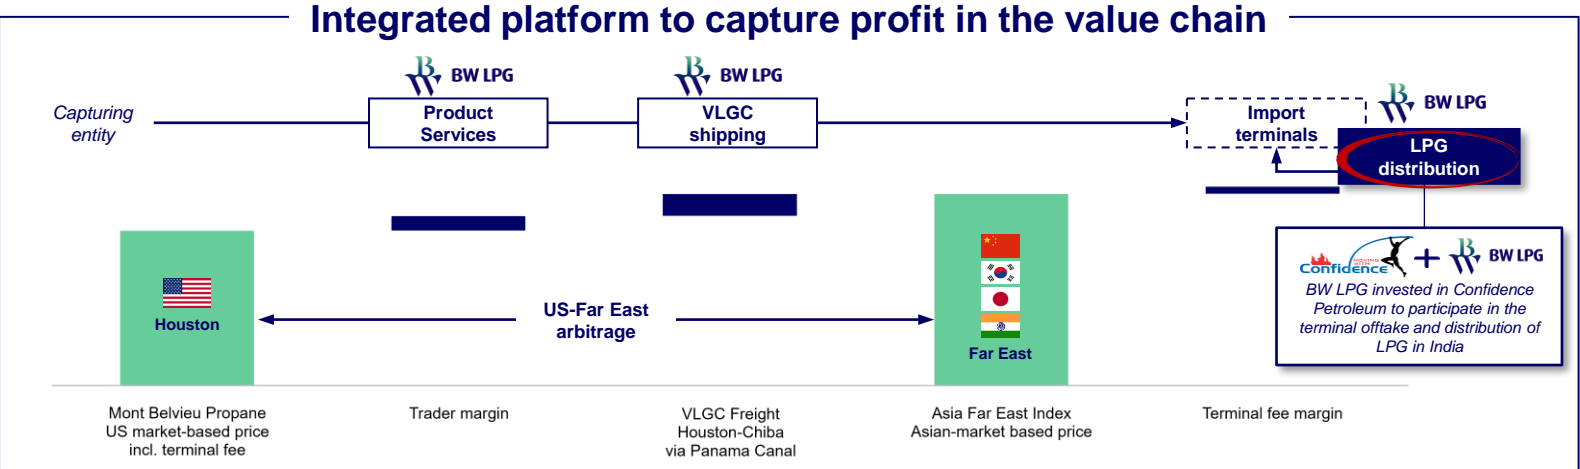 Integrated platform to capture profit in the value chain
BW LPG
BW LPG
BW LPG
Capturing
entity
Product
Services
VLGC
shipping
Import
terminals
LPG
distribution
MOVING
WITH
Confidence
BW LPG
BW LPG invested in Confidence
Petroleum to participate in the
terminal offtake and distribution of
LPG in India
Houston
US-Far East
arbitrage
Far East
Mont Belvieu Propane
US market-based price
incl. terminal fee
Trader margin
VLGC Freight
Houston-Chiba
via Panama Canal
Asia Far East Index
Asian-market based price
Terminal fee margin